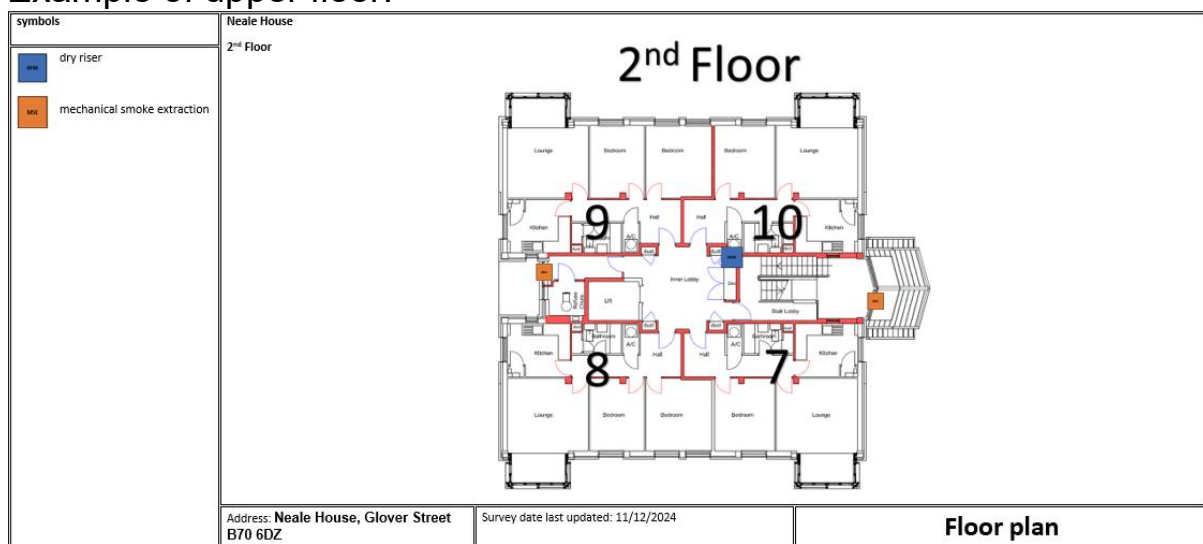 Example of upper floor:
symbols
dry riser
MSE
mechanical smoke extraction
Neale House
2nd Floor
2nd Floor
Lounge Bedroom Bedroom Bedroom Lounge
9 10
Kitchen Hall Hall Kitchen
A/C A/C
Inner Lobby
Lift
Refuse Chute
Stair Lobby
Bathroom A/C A/C Bathroom
Kitchen Hall Hall Kitchen
8 7
Lounge Bedroom Bedroom Bedroom Lounge
Address: Neale House, Glover Street
B70 6DZ
Survey date last updated: 11/12/2024
Floor plan